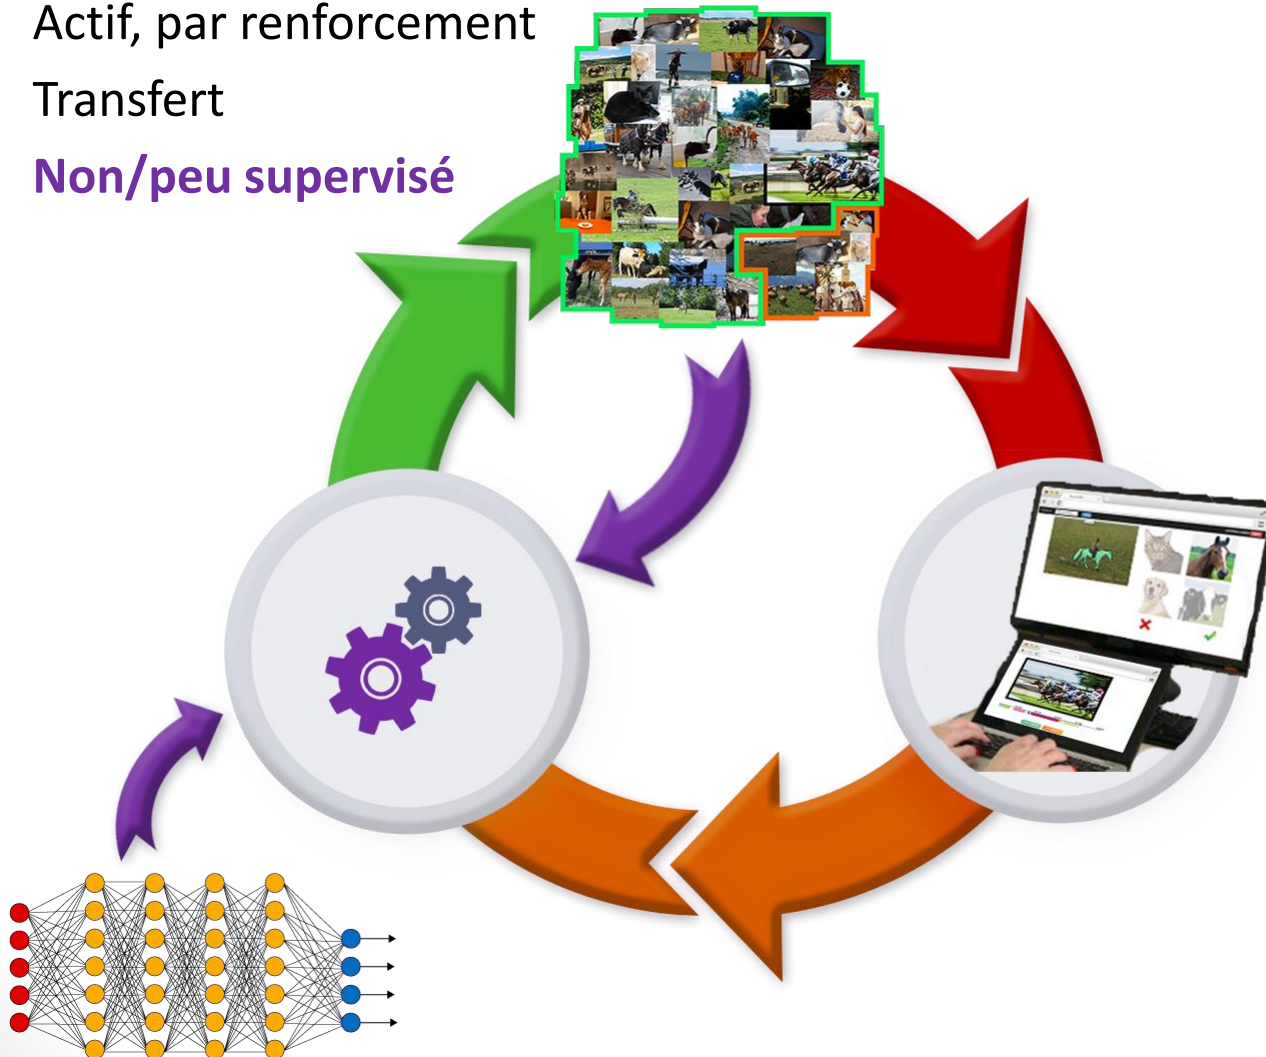 Actif, par renforcement
Transfert
Non/peu supervisé